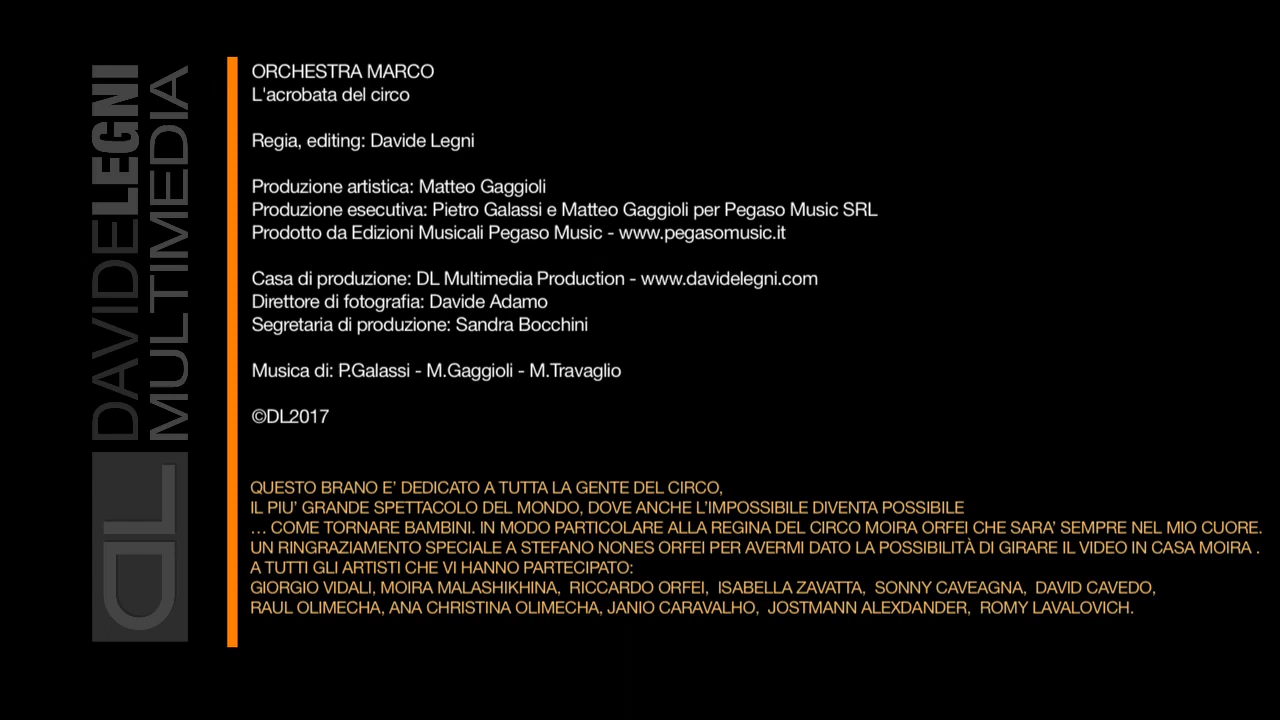 DAVIDELEGNI
MULTIMEDIA
DL
ORCHESTRA MARCO
L'acrobata del circo
Regia, editing: Davide Legni
Produzione artistica: Matteo Gaggioli
Produzione esecutiva: Pietro Galassi e Matteo Gaggioli per Pegaso Music SRL
Prodotto da Edizioni Musicali Pegaso Music - www.pegasomusic.it
Casa di produzione: DL Multimedia Production - www.davidelegni.com
Direttore di fotografia: Davide Adamo
Segretaria di produzione: Sandra Bocchini
Musica di: P.Galassi - M.Gaggioli - M.Travaglio
©DL2017
QUESTO BRANO E’ DEDICATO A TUTTA LA GENTE DEL CIRCO,
IL PIU’ GRANDE SPETTACOLO DEL MONDO, DOVE ANCHE L’IMPOSSIBILE DIVENTA POSSIBILE
… COME TORNARE BAMBINI. IN MODO PARTICOLARE ALLA REGINA DEL CIRCO MOIRA ORFEI CHE SARA’ SEMPRE NEL MIO CUORE.
UN RINGRAZIAMENTO SPECIALE A STEFANO NONES ORFEI PER AVERMI DATO LA POSSIBILITÀ DI GIRARE IL VIDEO IN CASA MOIRA .
A TUTTI GLI ARTISTI CHE VI HANNO PARTECIPATO:
GIORGIO VIDALI, MOIRA MALASHIKHINA,  RICCARDO ORFEI,  ISABELLA ZAVATTA,  SONNY CAVEAGNA,  DAVID CAVEDO,
RAUL OLIMECHA, ANA CHRISTINA OLIMECHA, JANIO CARAVALHO,  JOSTMANN ALEXDANDER,  ROMY LAVALOVICH.